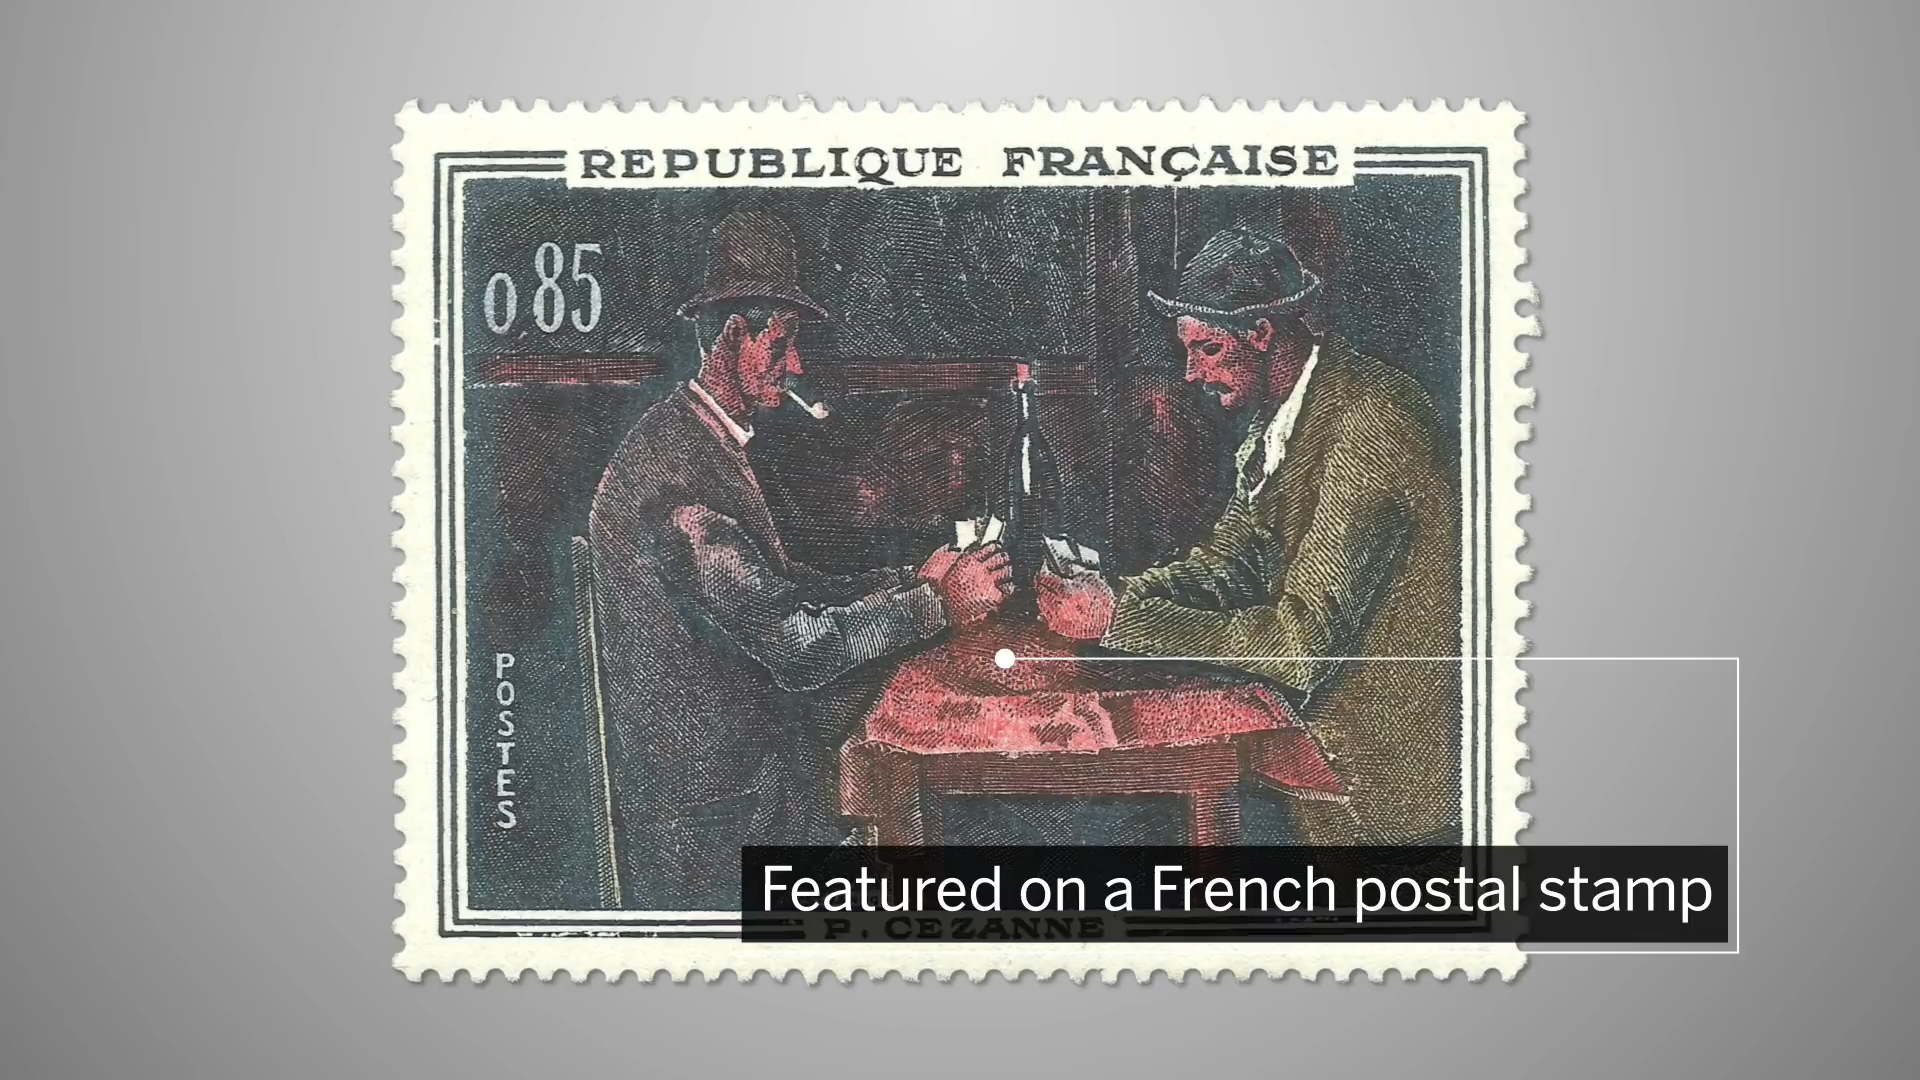 REPUBLIQUE FRANÇAISE
0,85
POSTES
Featured on a French postal stamp
P. CEZANNE